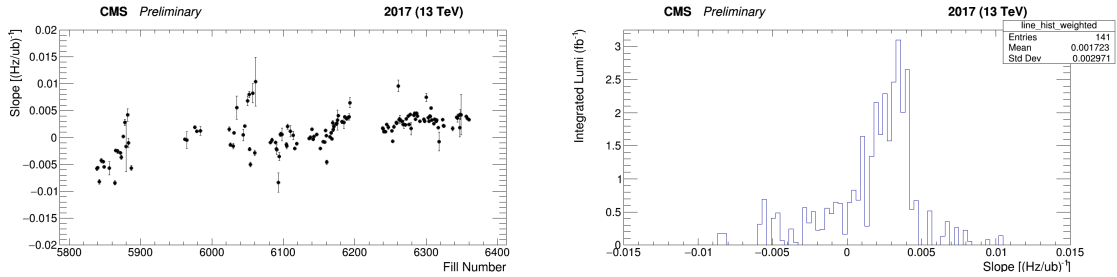 CMS Preliminary 2017 (13 TeV)
Slope [(Hz/ub)⁻¹]
0.02
0.015
0.01
0.005
0
−0.005
−0.01
−0.015
−0.02
5800 5900 6000 6100 6200 6300 6400
Fill Number
CMS Preliminary 2017 (13 TeV)
line_hist_weighted
Entries 141
Mean 0.001723
Std Dev 0.002971
Integrated Lumi (fb⁻¹)
3
2.5
2
1.5
1
0.5
0
−0.015 −0.01 −0.005 0 0.005 0.01 0.015
Slope [(Hz/ub)⁻¹]